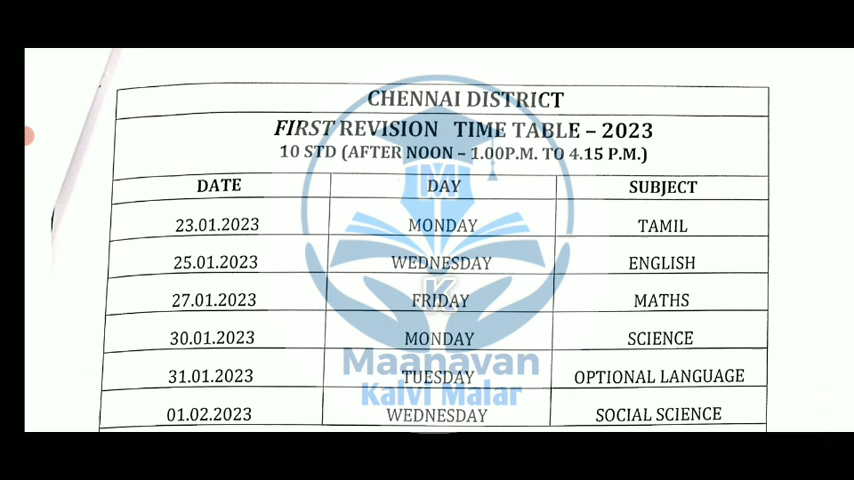 CHENNAI DISTRICT
FIRST REVISION TIME TABLE – 2023
10 STD (AFTER NOON – 1.00P.M. TO 4.15 P.M.)
DATE DAY SUBJECT
23.01.2023 MONDAY TAMIL
25.01.2023 WEDNESDAY ENGLISH
27.01.2023 FRIDAY MATHS
30.01.2023 MONDAY SCIENCE
31.01.2023 TUESDAY OPTIONAL LANGUAGE
01.02.2023 WEDNESDAY SOCIAL SCIENCE
M
K
Maanavan
Kalvi Malar